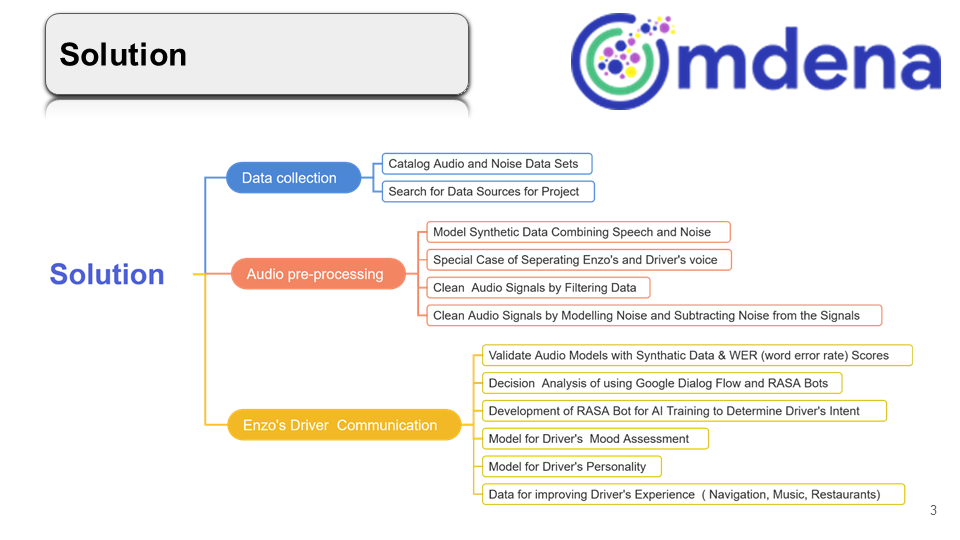 Solution
Omdena
Data collection
Catalog Audio and Noise Data Sets
Search for Data Sources for Project
Solution
Audio pre-processing
Model Synthetic Data Combining Speech and Noise
Special Case of Seperating Enzo's and Driver's voice
Clean  Audio Signals by Filtering Data
Clean Audio Signals by Modelling Noise and Subtracting Noise from the Signals
Enzo's Driver  Communication
Validate Audio Models with Synthatic Data & WER (word error rate) Scores
Decision  Analysis of using Google Dialog Flow and RASA Bots
Development of RASA Bot for AI Training to Determine Driver's Intent
Model for Driver's  Mood Assessment
Model for Driver's Personality
Data for improving Driver's Experience  ( Navigation, Music, Restaurants)
3